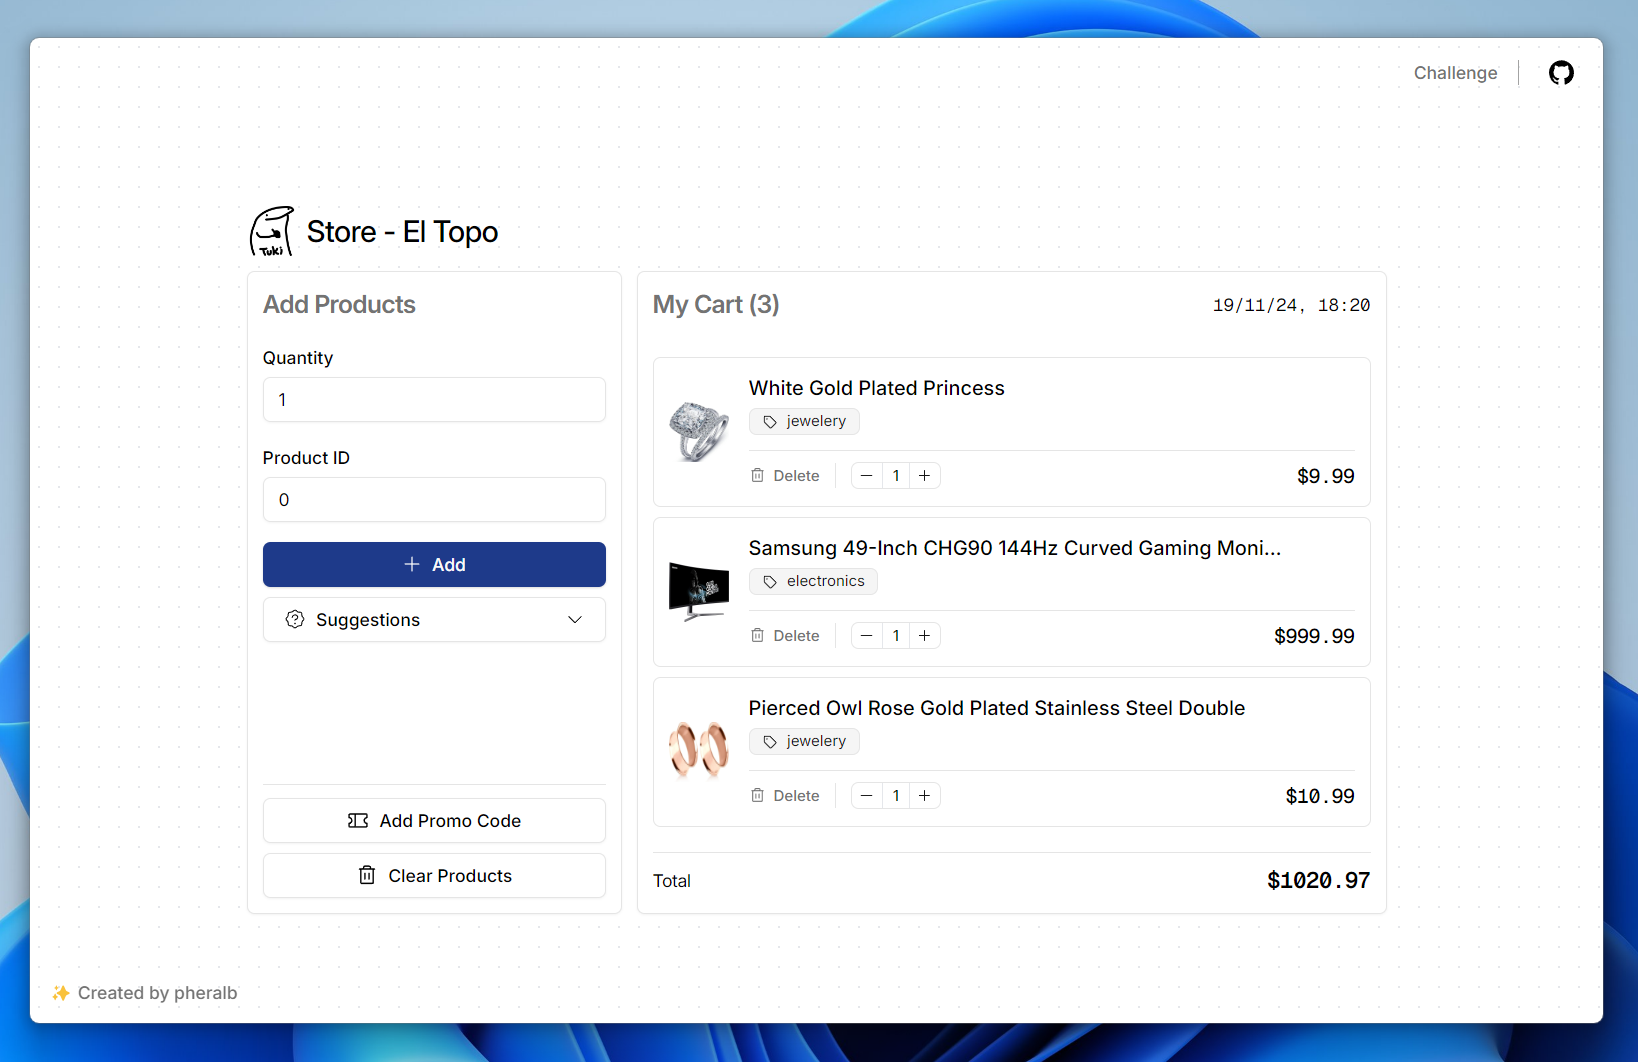 Challenge
Tuki
Store - El Topo
Add Products
Quantity
1
Product ID
0
Add
Suggestions
Add Promo Code
Clear Products
My Cart (3)
19/11/24, 18:20
White Gold Plated Princess
jewelery
Delete
1
$9.99
Samsung 49-Inch CHG90 144Hz Curved Gaming Moni...
electronics
Delete
1
$999.99
Pierced Owl Rose Gold Plated Stainless Steel Double
jewelery
Delete
1
$10.99
Total
$1020.97
✨ Created by pheralb